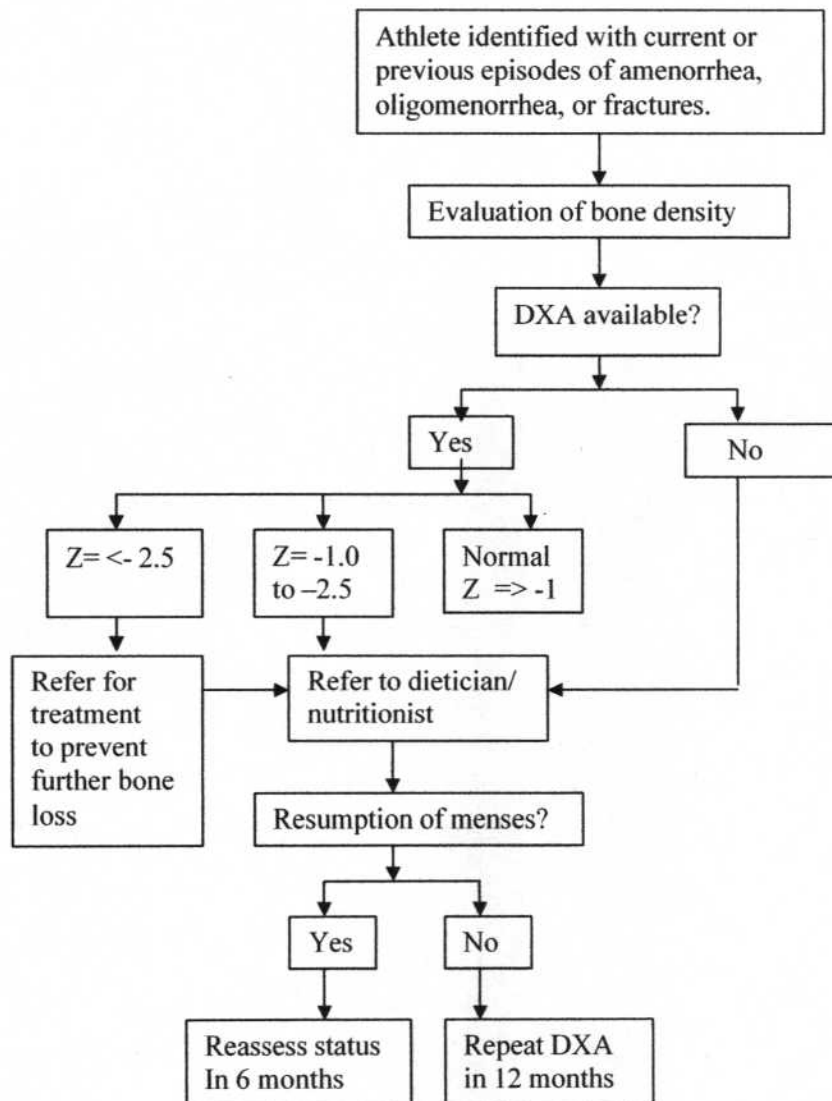 Athlete identified with current or
previous episodes of amenorrhea,
oligomenorrhea, or fractures.
Evaluation of bone density
DXA available?
Yes
No
Z= <- 2.5
Z= -1.0
to –2.5
Normal
Z => -1
Refer for
treatment
to prevent
further bone
loss
Refer to dietician/
nutritionist
Resumption of menses?
Yes
No
Reassess status
In 6 months
Repeat DXA
in 12 months